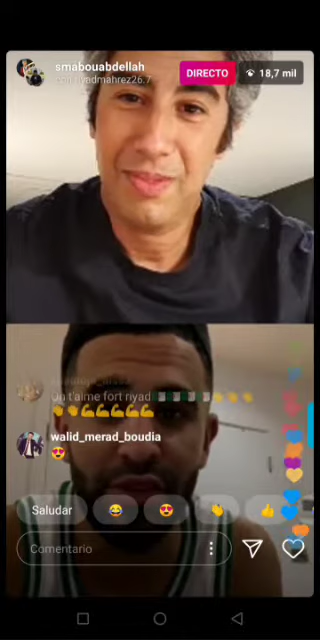 smabouabdellah
con riyadmahrez26.7
DIRECTO
18,7 mil
On t'aime fort riyad 🇩🇿🇩🇿🇩🇿🇩🇿👏👏👏
👏👏💪💪💪💪💪
walid_merad_boudia
😍
Saludar 😂 😍 👏 👍
Comentario